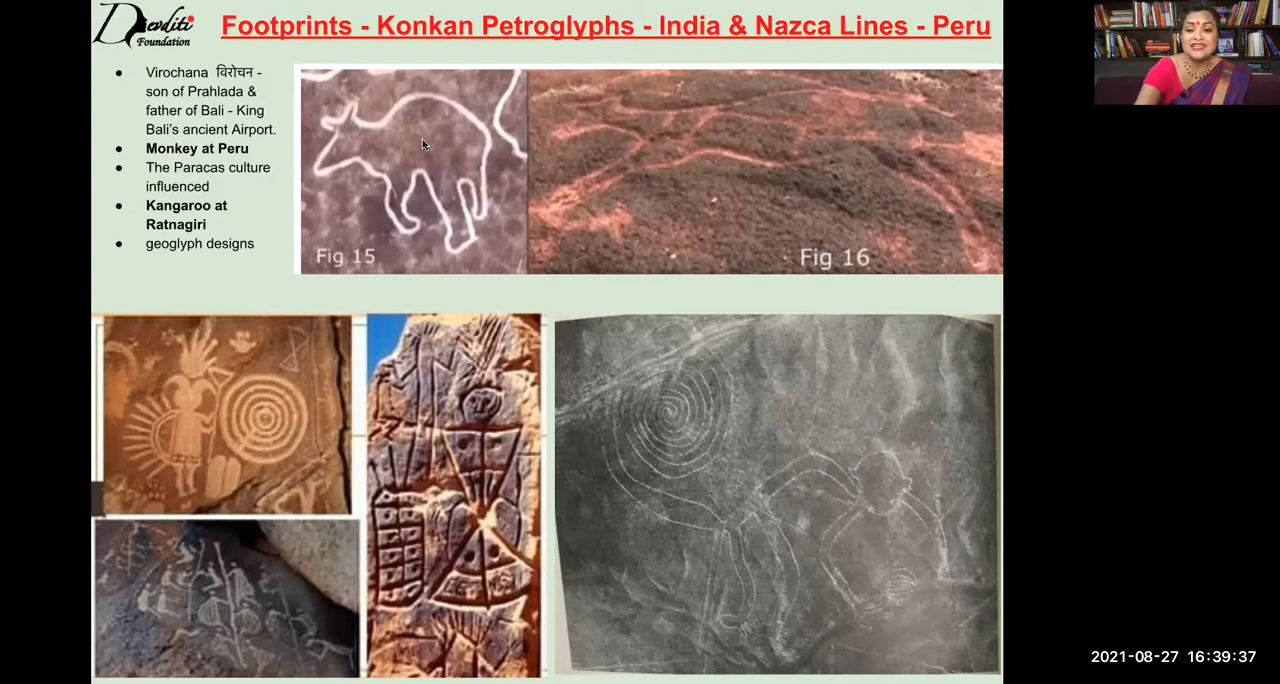 Devditi
Foundation
Footprints - Konkan Petroglyphs - India & Nazca Lines - Peru
● Virochana विरोचन -
son of Prahlada &
father of Bali - King
Bali's ancient Airport.
● Monkey at Peru
● The Paracas culture
influenced
● Kangaroo at
Ratnagiri
● geoglyph designs
Fig 15
Fig 16
2021-08-27 16:39:37